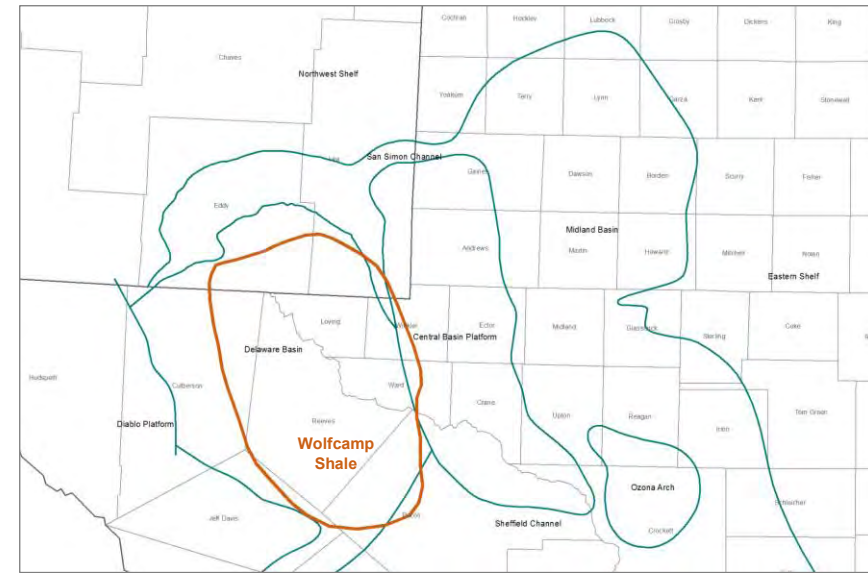 Cochran
Hockley
Lubbock
Crosby
Dickens
King
Chaves
Northwest Shelf
Yoakum
Terry
Lynn
Garza
Kent
Stonewall
Lea
San Simon Channel
Gaines
Dawson
Borden
Scurry
Fisher
Eddy
Midland Basin
Andrews
Martin
Howard
Mitchell
Nolan
Eastern Shelf
Loving
Winkler
Ector
Midland
Glasscock
Sterling
Coke
Central Basin Platform
Delaware Basin
Hudspeth
Culberson
Ward
Crane
Upton
Reagan
Irion
Tom Green
Diablo Platform
Reeves
Wolfcamp
Shale
Ozona Arch
Schleicher
Jeff Davis
Pecos
Sheffield Channel
Crockett